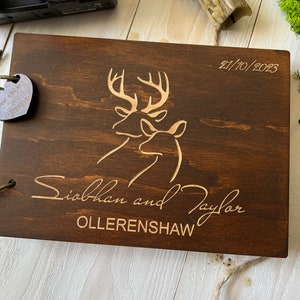 21/10/2023
Siobhan and Taylor
OLLERENSHAW